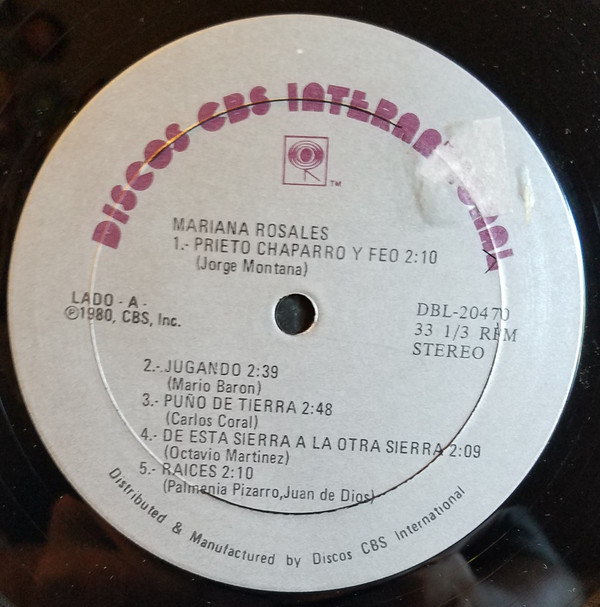 DISCOS CBS INTERNATIONAL
TM
MARIANA ROSALES
1.- PRIETO CHAPARRO Y FEO 2:10
(Jorge Montana)
LADO - A -
℗1980, CBS, Inc.
DBL-20470
33 1/3 RPM
STEREO
2.- JUGANDO 2:39
(Mario Baron)
3.- PUÑO DE TIERRA 2:48
(Carlos Coral)
4.- DE ESTA SIERRA A LA OTRA SIERRA 2:09
(Octavio Martinez)
5.- RAICES 2:10
(Palmenia Pizarro,Juan de Dios)
Distributed & Manufactured by Discos CBS International